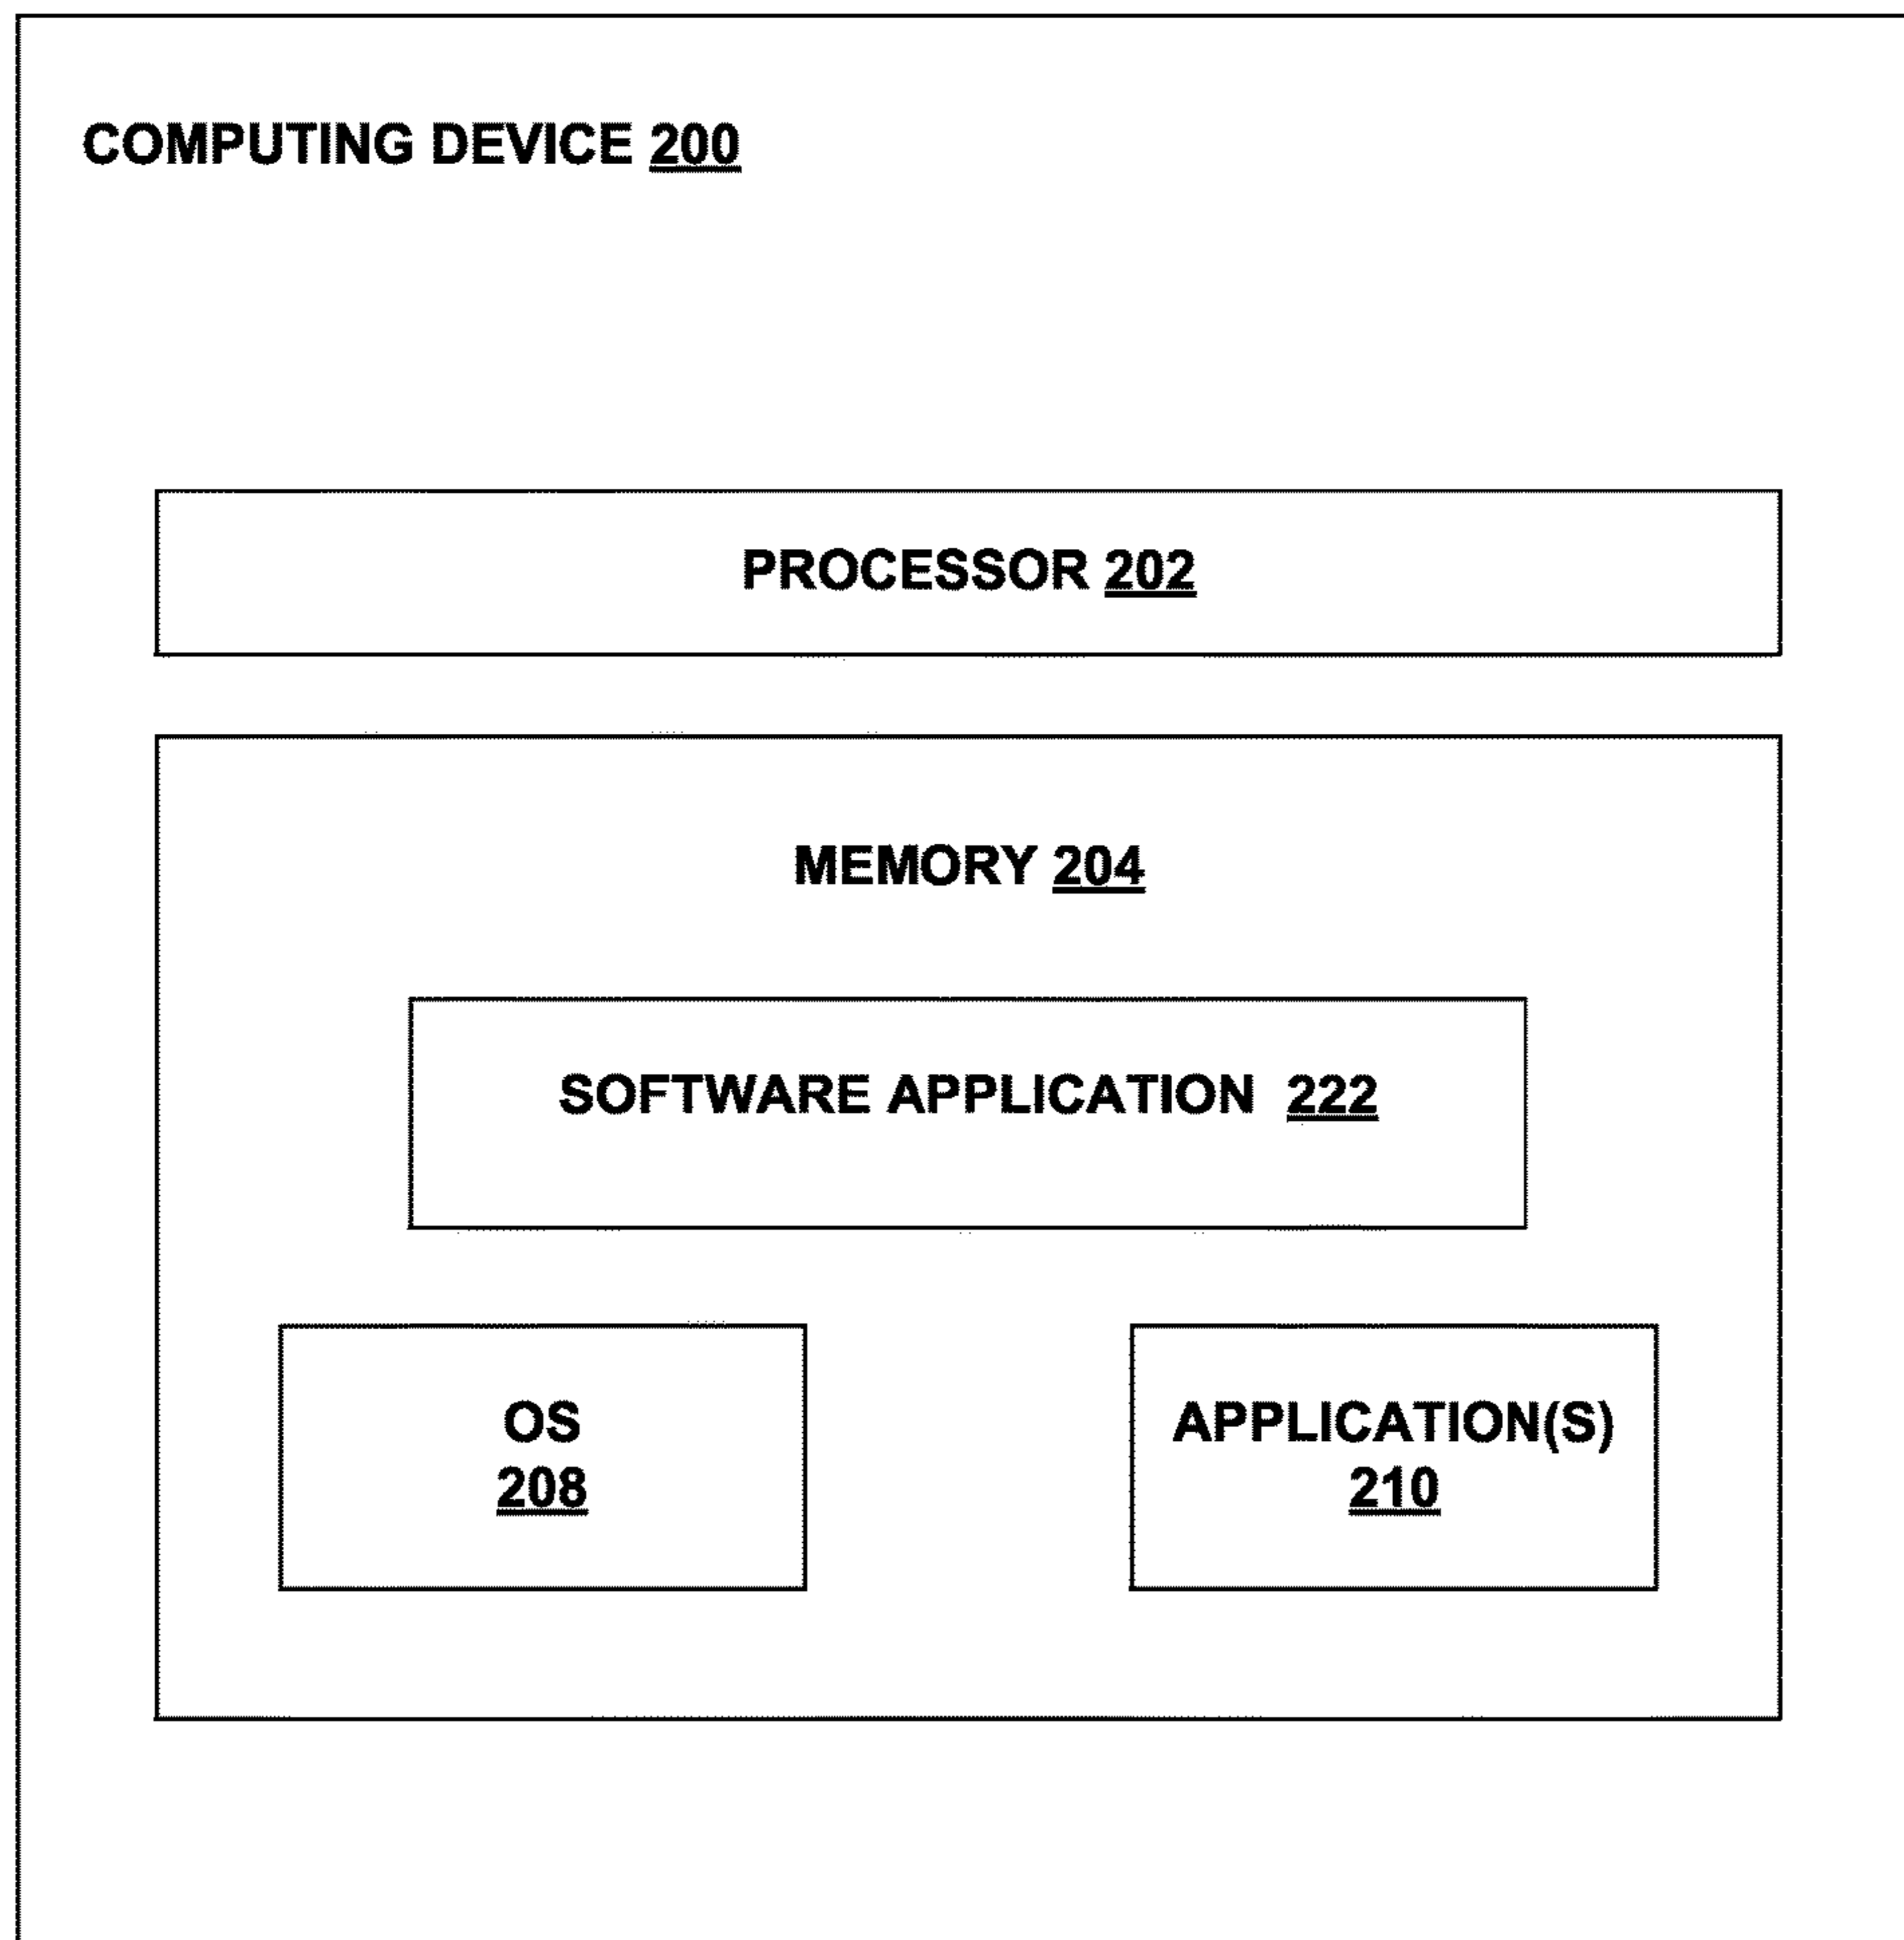 COMPUTING DEVICE 200
PROCESSOR 202
MEMORY 204
SOFTWARE APPLICATION 222
OS
208
APPLICATION(S)
210